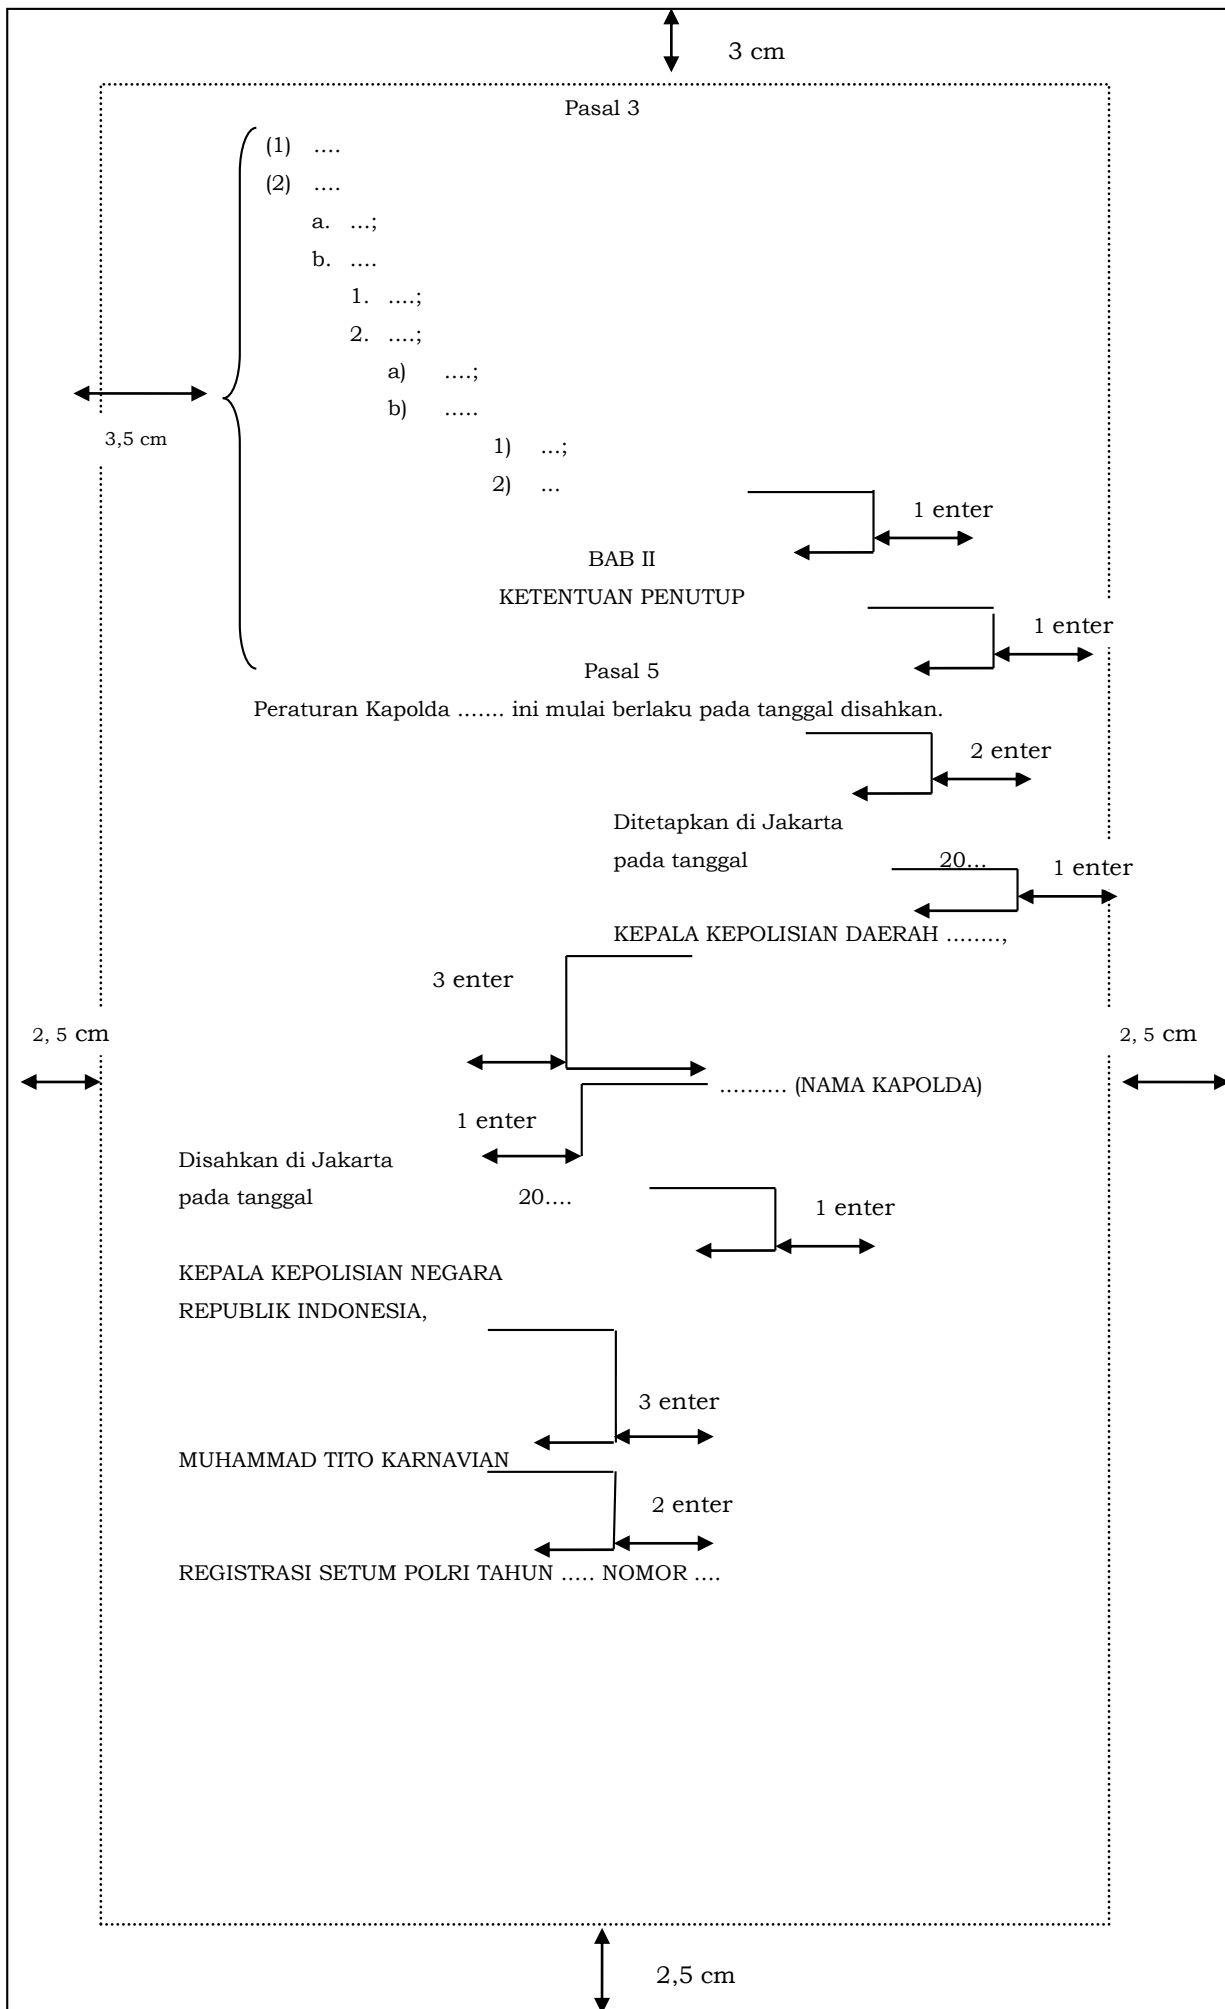 3 cm
Pasal 3
(1) ....
(2) ....
a. ...;
b. ....
1. ....;
2. ....;
a) ....;
b) .....
3,5 cm
1) ...;
2) ...
1 enter
BAB II
KETENTUAN PENUTUP
1 enter
Pasal 5
Peraturan Kapolda ....... ini mulai berlaku pada tanggal disahkan.
2 enter
Ditetapkan di Jakarta
pada tanggal 20...
1 enter
KEPALA KEPOLISIAN DAERAH ........,
3 enter
2, 5 cm
2, 5 cm
.......... (NAMA KAPOLDA)
1 enter
Disahkan di Jakarta
pada tanggal 20....
1 enter
KEPALA KEPOLISIAN NEGARA
REPUBLIK INDONESIA,
3 enter
MUHAMMAD TITO KARNAVIAN
2 enter
REGISTRASI SETUM POLRI TAHUN ..... NOMOR ....
2,5 cm